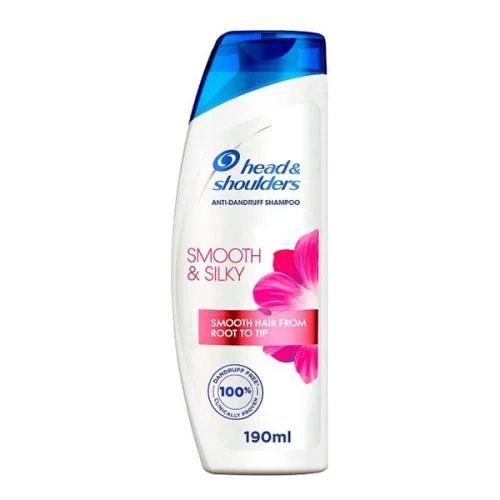 head&
shoulders
ANTI-DANDRUFF SHAMPOO
SMOOTH
& SILKY
SMOOTH HAIR FROM
ROOT TO TIP
DANDRUFF FREE*
100%
CLINICALLY PROVEN
190ml